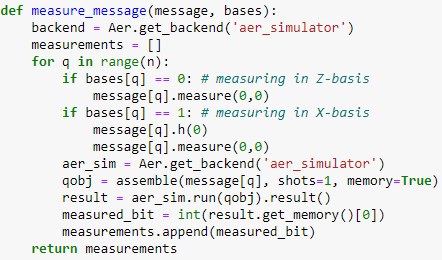 def measure_message(message, bases):
    backend = Aer.get_backend('aer_simulator')
    measurements = []
    for q in range(n):
        if bases[q] == 0: # measuring in Z-basis
            message[q].measure(0,0)
        if bases[q] == 1: # measuring in X-basis
            message[q].h(0)
            message[q].measure(0,0)
        aer_sim = Aer.get_backend('aer_simulator')
        qobj = assemble(message[q], shots=1, memory=True)
        result = aer_sim.run(qobj).result()
        measured_bit = int(result.get_memory()[0])
        measurements.append(measured_bit)
    return measurements